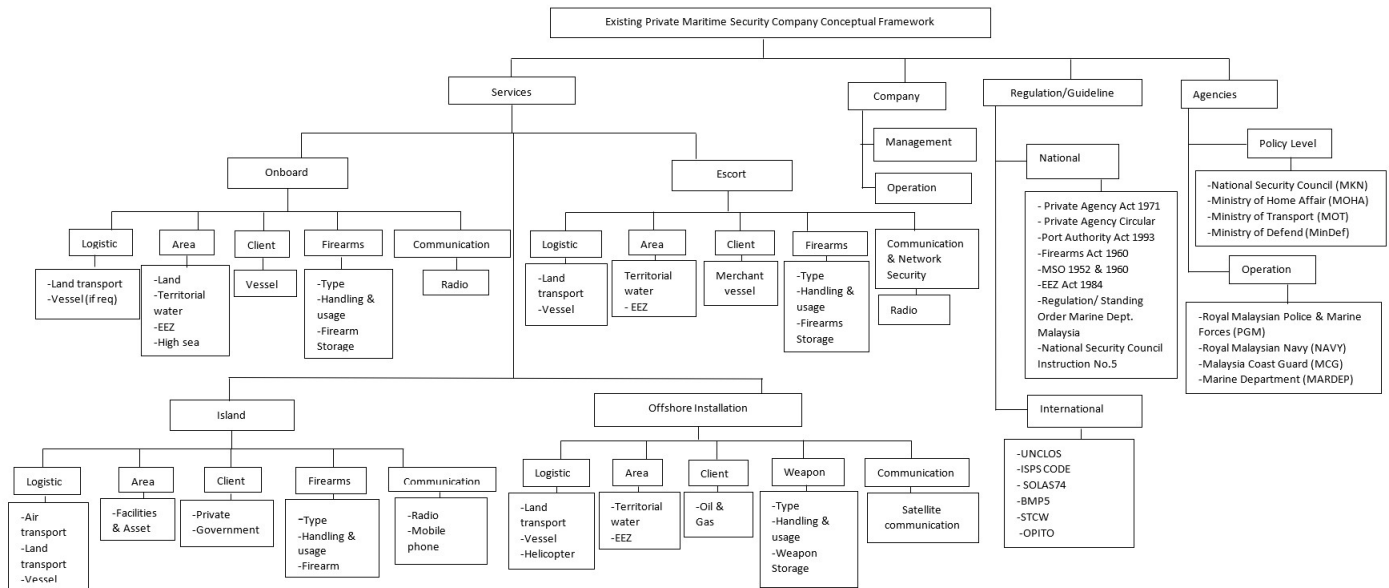 Existing Private Maritime Security Company Conceptual Framework
Services
Company
Regulation/Guideline
Agencies
Management
Operation
National
- Private Agency Act 1971
- Private Agency Circular
-Port Authority Act 1993
-Firearms Act 1960
-MSO 1952 & 1960
-EEZ Act 1984
-Regulation/ Standing
Order Marine Dept.
Malaysia
-National Security Council
Instruction No.5
International
-UNCLOS
-ISPS CODE
- SOLAS74
-BMP5
-STCW
-OPITO
Policy Level
-National Security Council (MKN)
-Ministry of Home Affair (MOHA)
-Ministry of Transport (MOT)
-Ministry of Defend (MinDef)
Operation
-Royal Malaysian Police & Marine
Forces (PGM)
-Royal Malaysian Navy (NAVY)
-Malaysia Coast Guard (MCG)
-Marine Department (MARDEP)
Onboard
Logistic
-Land transport
-Vessel (if req)
Area
-Land
-Territorial
water
-EEZ
-High sea
Client
Vessel
Firearms
-Type
-Handling &
usage
-Firearm
Storage
Communication
Radio
Escort
Logistic
-Land
transport
-Vessel
Area
Territorial
water
- EEZ
Client
Merchant
vessel
Firearms
-Type
-Handling &
usage
-Firearms
Storage
Communication
& Network
Security
Radio
Island
Logistic
-Air
transport
-Land
transport
-Vessel
Area
-Facilities
& Asset
Client
-Private
-Government
Firearms
-Type
-Handling &
usage
-Firearm
Communication
-Radio
-Mobile
phone
Offshore Installation
Logistic
-Land
transport
-Vessel
-Helicopter
Area
-Territorial
water
-EEZ
Client
-Oil &
Gas
Weapon
-Type
-Handling &
usage
-Weapon
Storage
Communication
Satellite
communication